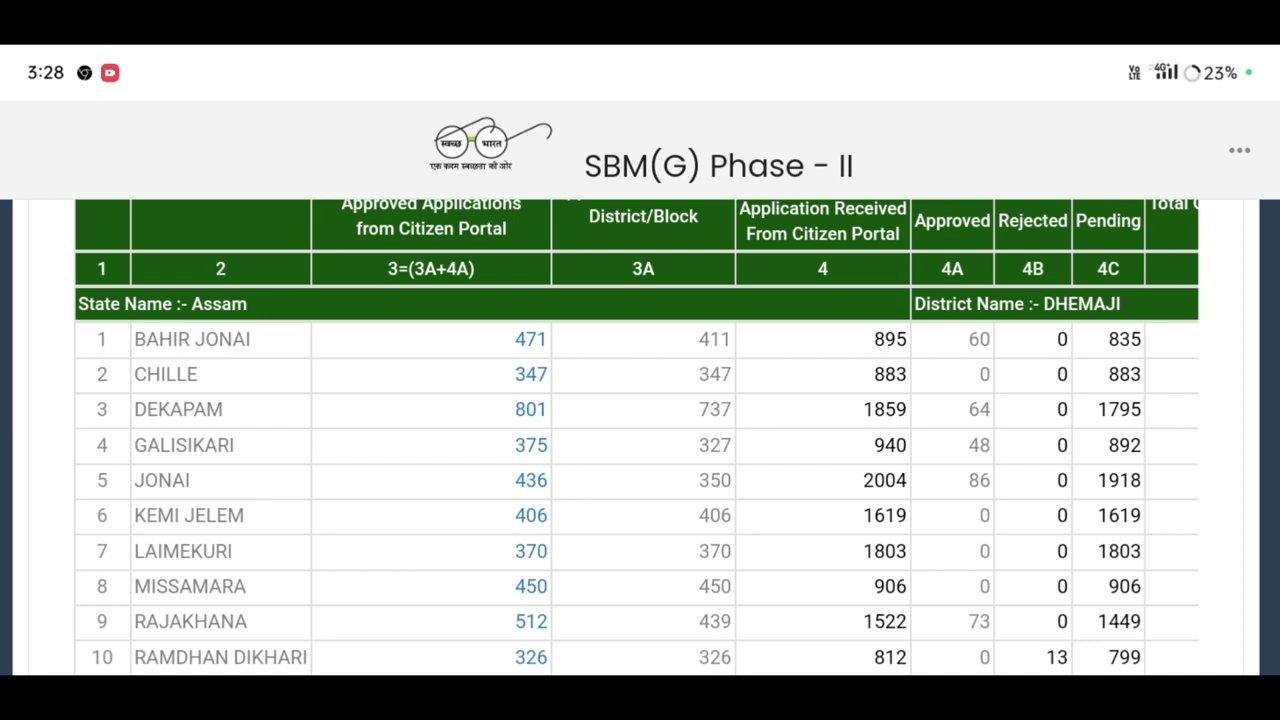 3:28 Vo LTE 4G+ 23%
स्वच्छ भारत
एक कदम स्वच्छता की ओर
SBM(G) Phase - II
Approved Applications from Citizen Portal
District/Block
Application Received From Citizen Portal
Approved Rejected Pending
1 2 3=(3A+4A) 3A 4 4A 4B 4C
State Name :- Assam District Name :- DHEMAJI
1 BAHIR JONAI 471 411 895 60 0 835
2 CHILLE 347 347 883 0 0 883
3 DEKAPAM 801 737 1859 64 0 1795
4 GALISIKARI 375 327 940 48 0 892
5 JONAI 436 350 2004 86 0 1918
6 KEMI JELEM 406 406 1619 0 0 1619
7 LAIMEKURI 370 370 1803 0 0 1803
8 MISSAMARA 450 450 906 0 0 906
9 RAJAKHANA 512 439 1522 73 0 1449
10 RAMDHAN DIKHARI 326 326 812 0 13 799